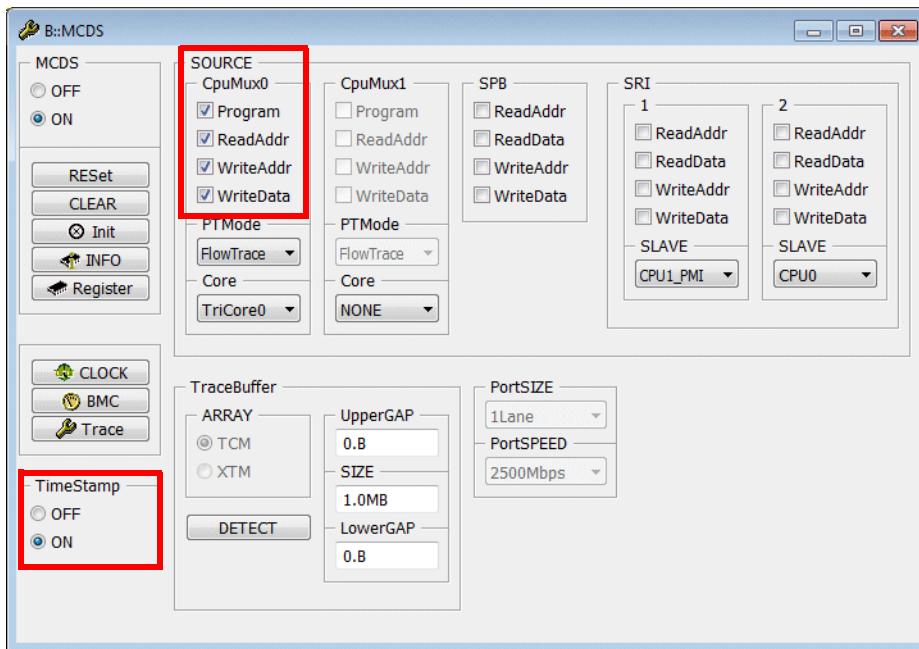 B::MCDS
MCDS
OFF
ON
RESet
CLEAR
Init
INFO
Register
CLOCK
BMC
Trace
TimeStamp
OFF
ON
SOURCE
CpuMux0
Program
ReadAddr
WriteAddr
WriteData
PTMode
FlowTrace
Core
TriCore0
CpuMux1
Program
ReadAddr
WriteAddr
WriteData
PTMode
FlowTrace
Core
NONE
SPB
ReadAddr
ReadData
WriteAddr
WriteData
SRI
1
ReadAddr
ReadData
WriteAddr
WriteData
SLAVE
CPU1_PMI
2
ReadAddr
ReadData
WriteAddr
WriteData
SLAVE
CPU0
TraceBuffer
ARRAY
TCM
XTM
DETECT
UpperGAP
0.B
SIZE
1.0MB
LowerGAP
0.B
PortSIZE
1Lane
PortSPEED
2500Mbps